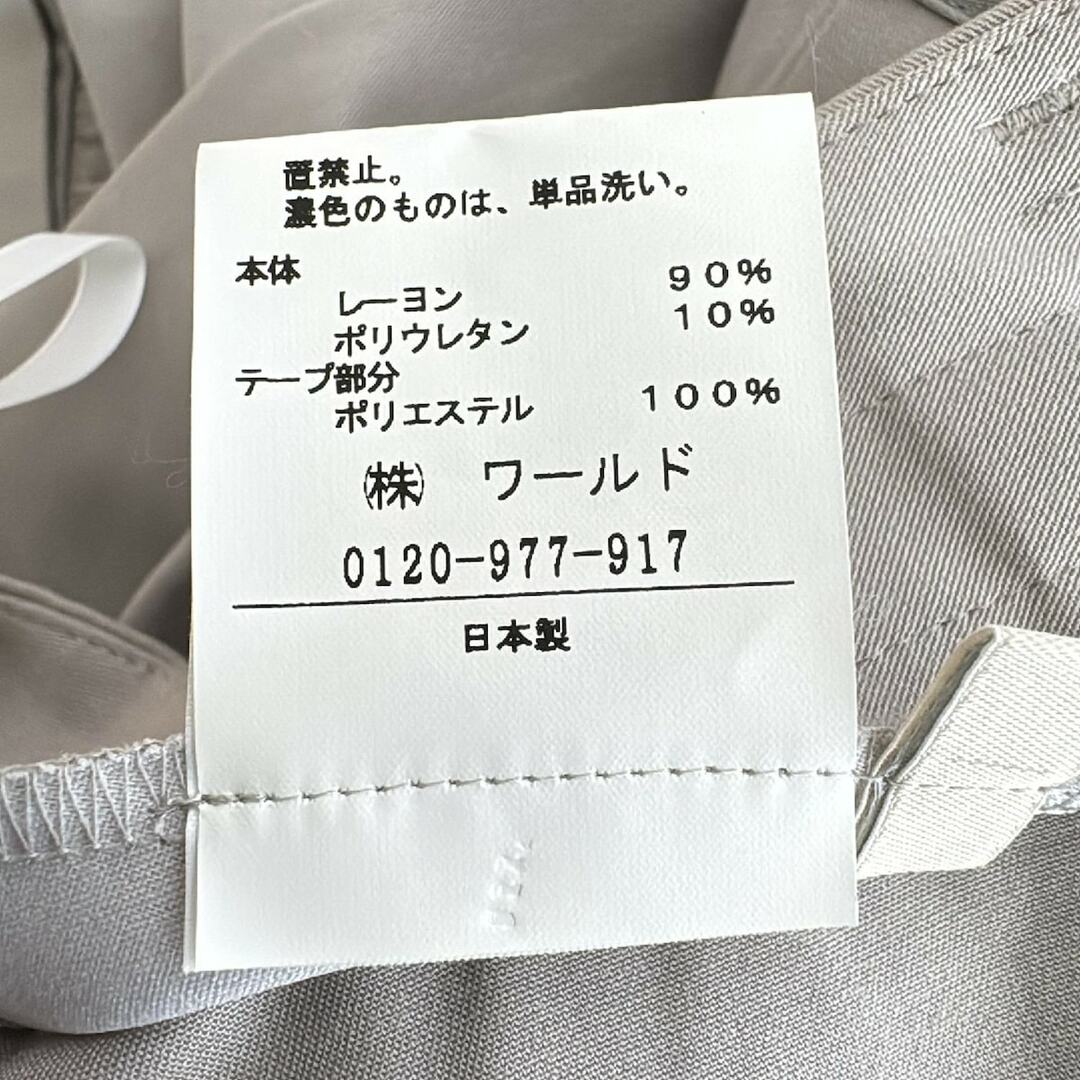 置禁止。
濃色のものは、単品洗い。
本体
レーヨン 90%
ポリウレタン 10%
テープ部分
ポリエステル 100%
㈱ ワールド
0120-977-917
日本製